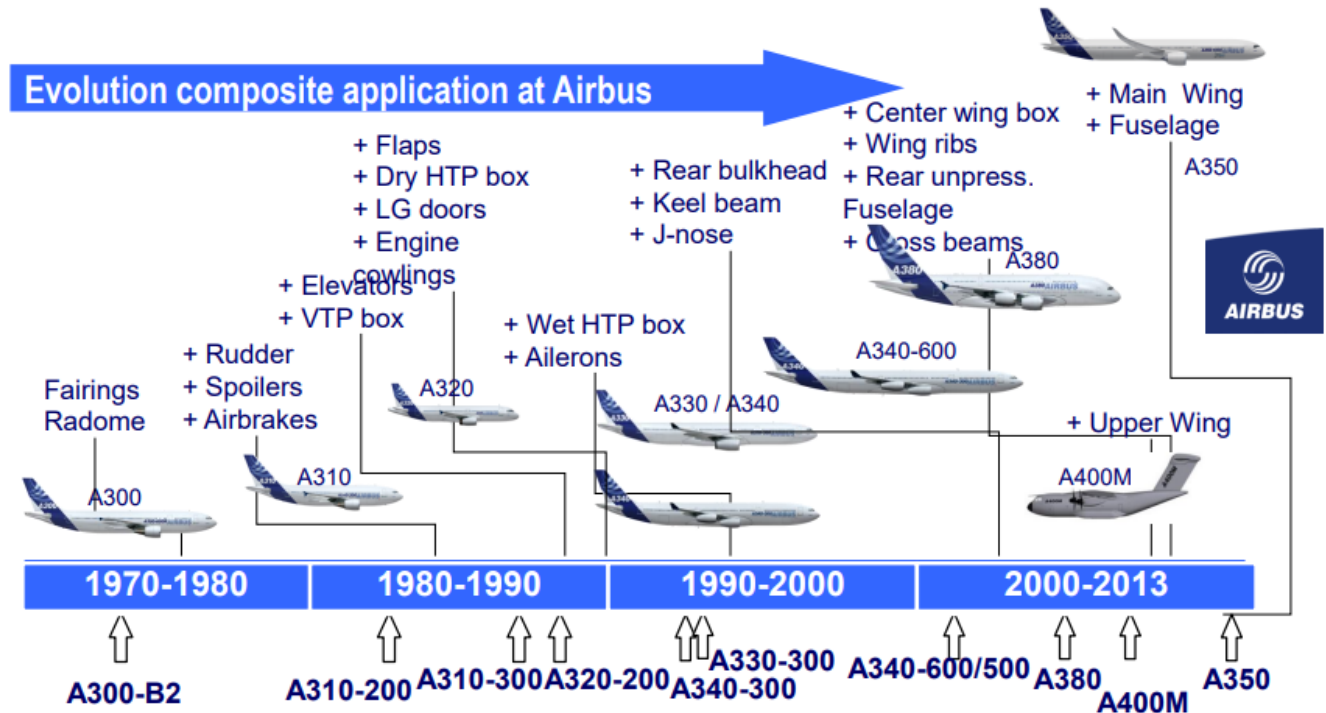 Evolution composite application at Airbus
+ Main Wing
+ Fuselage
A350
+ Center wing box
+ Wing ribs
+ Rear unpress.
Fuselage
+ Cross beams
A380
+ Flaps
+ Dry HTP box
+ LG doors
+ Engine
cowlings
+ Rear bulkhead
+ Keel beam
+ J-nose
AIRBUS
+ Elevators
+ VTP box
+ Wet HTP box
+ Ailerons
A340-600
+ Rudder
+ Spoilers
+ Airbrakes
Fairings
Radome
A320
A330 / A340
+ Upper Wing
A300
A310
A400M
1970-1980
1980-1990
1990-2000
2000-2013
A300-B2
A310-200
A310-300
A320-200
A330-300
A340-300
A340-600/500
A380
A400M
A350